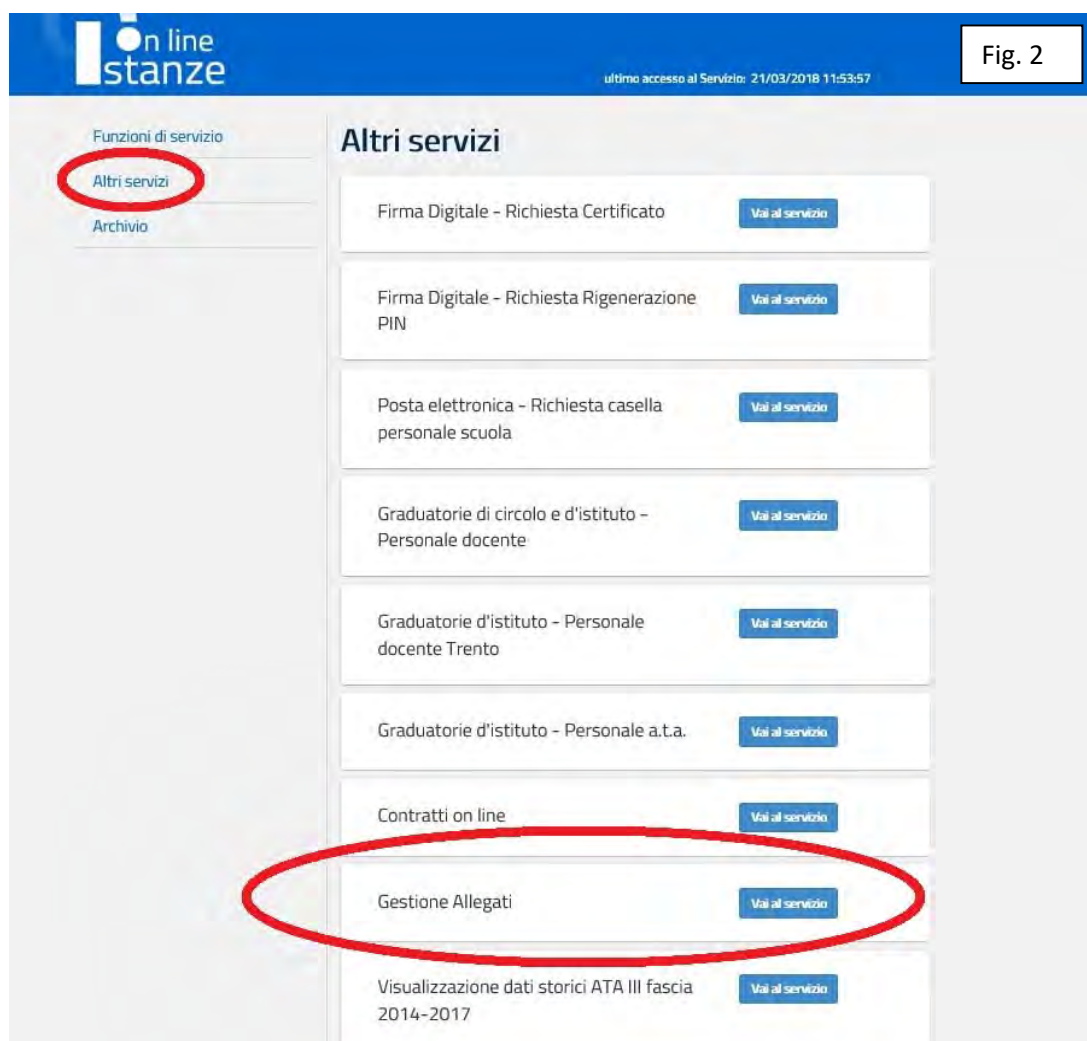 On line
Istanze
ultimo accesso al Servizio: 21/03/2018 11:53:57
Fig. 2
Funzioni di servizio
Altri servizi
Archivio
Altri servizi
Firma Digitale - Richiesta Certificato
Vai al servizio
Firma Digitale - Richiesta Rigenerazione
PIN
Vai al servizio
Posta elettronica - Richiesta casella
personale scuola
Vai al servizio
Graduatorie di circolo e d'istituto -
Personale docente
Vai al servizio
Graduatorie d'istituto - Personale
docente Trento
Vai al servizio
Graduatorie d'istituto - Personale a.t.a.
Vai al servizio
Contratti on line
Vai al servizio
Gestione Allegati
Vai al servizio
Visualizzazione dati storici ATA III fascia
2014-2017
Vai al servizio